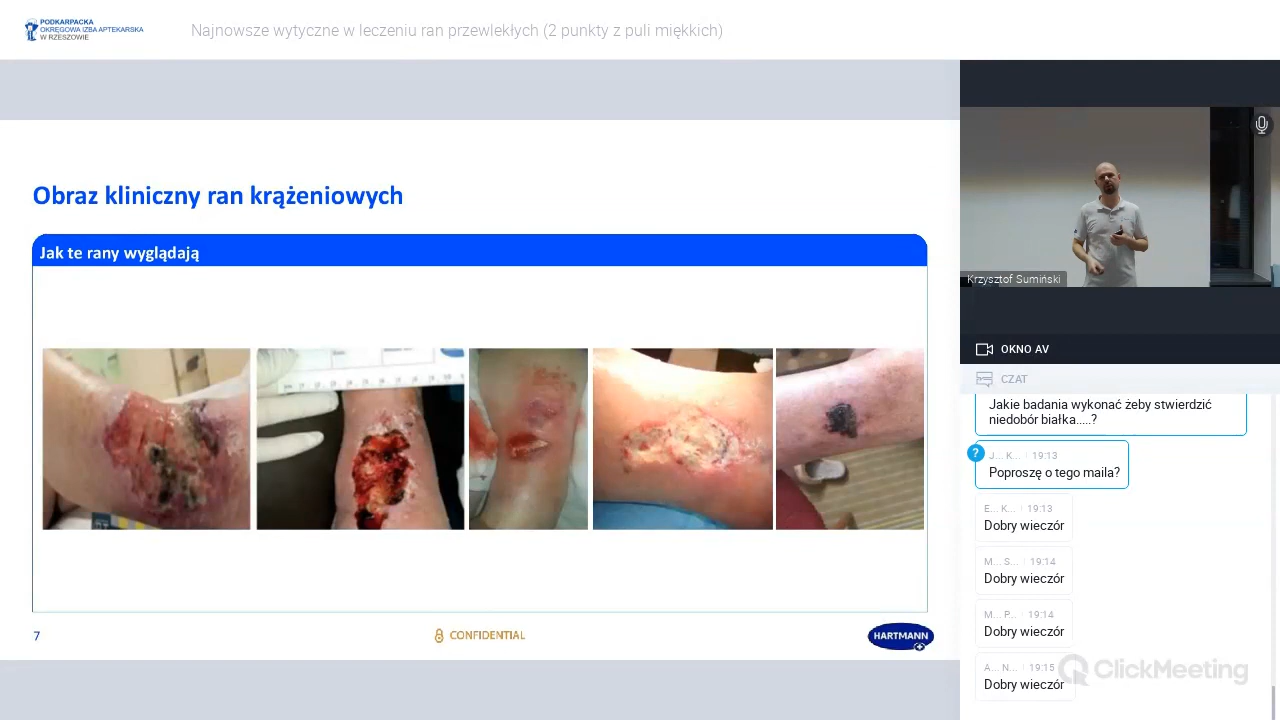 PODKARPACKA
OKRĘGOWA IZBA APTEKARSKA
W RZESZOWIE
Najnowsze wytyczne w leczeniu ran przewlekłych (2 punkty z puli miękkich)
Obraz kliniczny ran krążeniowych
Jak te rany wyglądają
7
CONFIDENTIAL
HARTMANN
Krzysztof Sumiński
OKNO AV
CZAT
Jakie badania wykonać żeby stwierdzić
niedobór białka.....?
?
J... K... 19:13
Poproszę o tego maila?
E... K... 19:13
Dobry wieczór
M... S... 19:14
Dobry wieczór
M... P... 19:14
Dobry wieczór
A... N... 19:15
Dobry wieczór
ClickMeeting